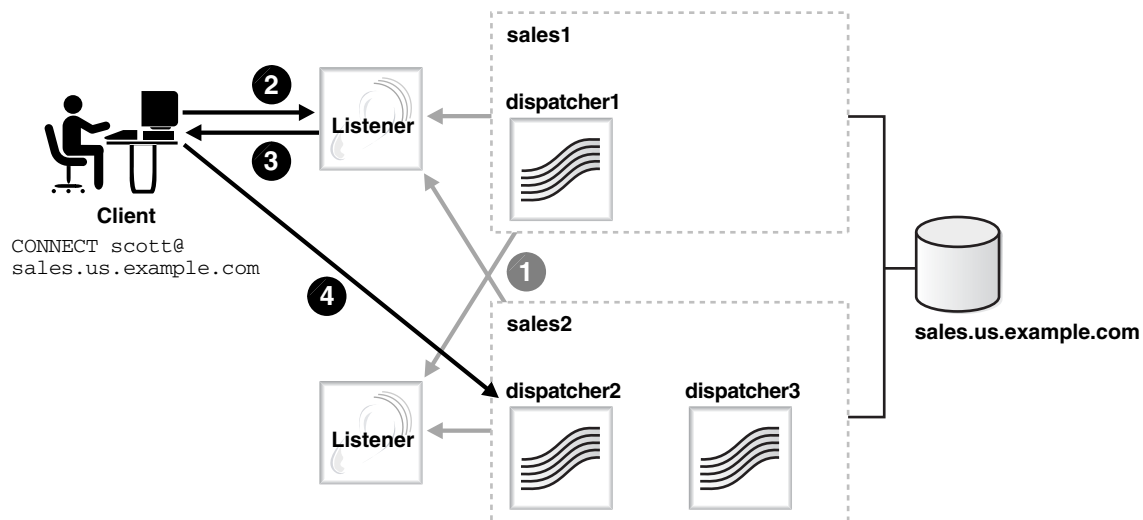 sales1
2
dispatcher1
Listener
3
Client
CONNECT scott@
sales.us.example.com
1
4
sales2
sales.us.example.com
dispatcher2
dispatcher3
Listener